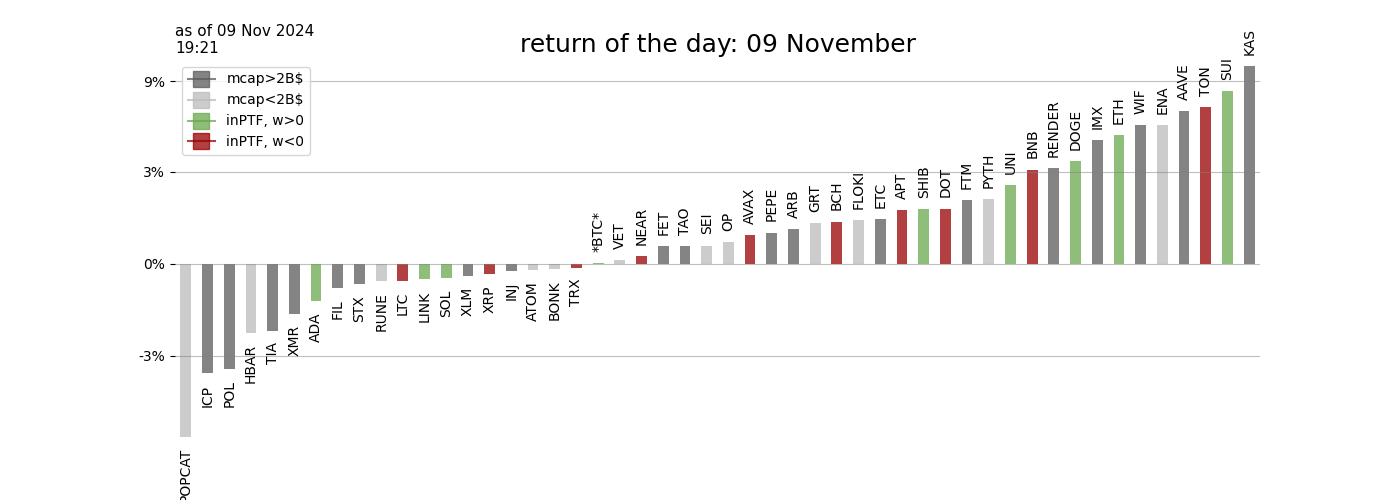 as of 09 Nov 2024
19:21
return of the day: 09 November
9%
3%
0%
-3%
mcap>2B$
mcap<2B$
inPTF, w>0
inPTF, w<0
POPCAT
ICP
POL
HBAR
TIA
XMR
ADA
FIL
STX
RUNE
LTC
LINK
SOL
XLM
XRP
INJ
ATOM
BONK
TRX
*BTC*
VET
NEAR
FET
TAO
SEI
OP
AVAX
PEPE
ARB
GRT
BCH
FLOKI
ETC
APT
SHIB
DOT
FTM
PYTH
UNI
BNB
RENDER
DOGE
IMX
ETH
WIF
ENA
AAVE
TON
SUI
KAS